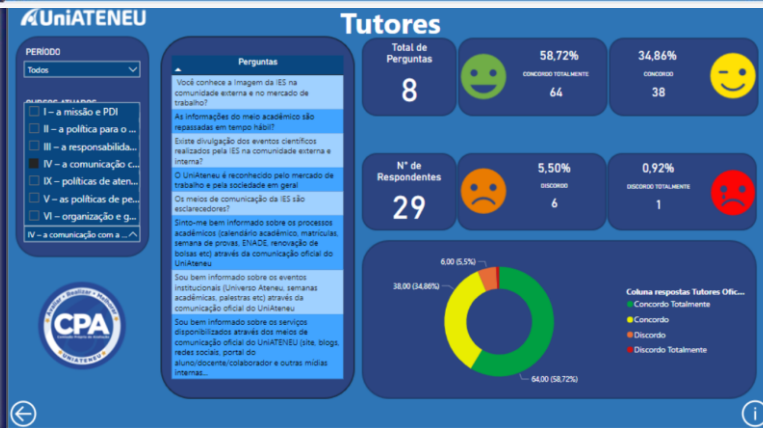 UniATENEU
Tutores
PERÍODO
Todos
I – a missão e PDI
II – a política para o ...
III – a responsabilida...
IV – a comunicação c...
IX – políticas de aten...
V – as políticas de pe...
VI – organização e g...
IV – a comunicação com a ...
CPA
UNIATENEU
Perguntas
Você conhece a Imagem da IES na
comunidade externa e no mercado de
trabalho?
As informações do meio acadêmico são
repassadas em tempo hábil?
Existe divulgação dos eventos científicos
realizados pela IES na comunidade externa e
interna?
O UniAteneu é reconhecido pelo mercado de
trabalho e pela sociedade em geral
Os meios de comunicação da IES são
esclarecedores?
Sinto-me bem informado sobre os processos
acadêmicos (calendário acadêmico, matrículas,
semana de provas, ENADE, renovação de
bolsas etc) através da comunicação oficial do
UniAteneu
Sou bem informado sobre os eventos
institucionais (Universo Ateneu, semanas
acadêmicas, palestras etc) através da
comunicação oficial do UniAteneu
Sou bem informado sobre os serviços
disponibilizados através dos meios de
comunicação oficial do UniATENEU (site, blogs,
redes sociais, portal do
aluno/docente/colaborador e outras mídias
internas...
Total de
Perguntas
8
58,72%
CONCORDO TOTALMENTE
64
34,86%
CONCORDO
38
N° de
Respondentes
29
5,50%
DISCORDO
6
0,92%
DISCORDO TOTALMENTE
1
6,00 (5,5%)
38,00 (34,86%)
64,00 (58,72%)
Coluna respostas Tutores Ofic...
Concordo Totalmente
Concordo
Discordo
Discordo Totalmente